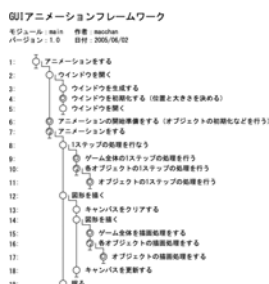 GUIアニメーションフレームワーク
モジュール:main 作者:maochan
バージョン:1.0 日付:2005/06/02
1: アニメーションをする
2: ウインドウを開く
3: ウインドウを生成する
4: ウインドウを初期化する(位置と大きさを決める)
5: ウインドウを開く
6: アニメーションの開始準備をする(オブジェクトの初期化などを行う)
7: アニメーションをする
8: 1ステップの処理を行なう
9: ゲーム全体の1ステップの処理を行う
10: 各オブジェクトの1ステップの処理を行う
11: オブジェクトの1ステップの処理を行う
12: 図形を描く
13: キャンバスをクリアする
14: 図形を描く
15: ゲーム全体を描画処理をする
16: 各オブジェクトの描画処理をする
17: オブジェクトの描画処理をする
18: キャンバスを更新する